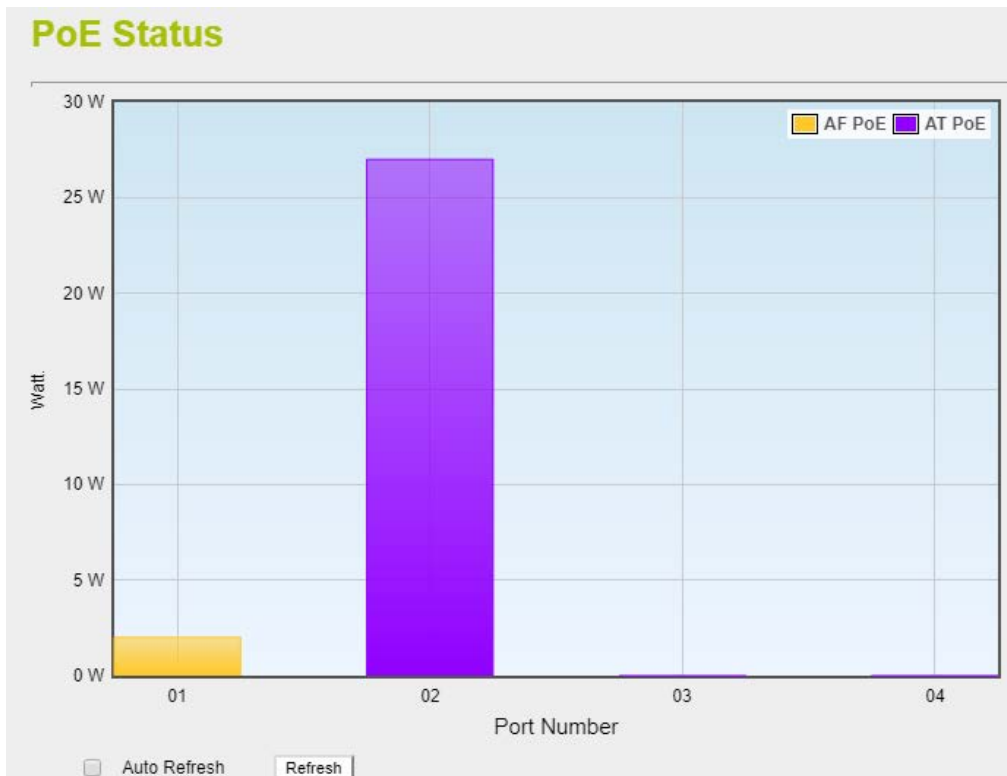 PoE Status
30 W
AF PoE AT PoE
25 W
20 W
Watt.
15 W
10 W
5 W
0 W
01 02 03 04
Port Number
Auto Refresh Refresh